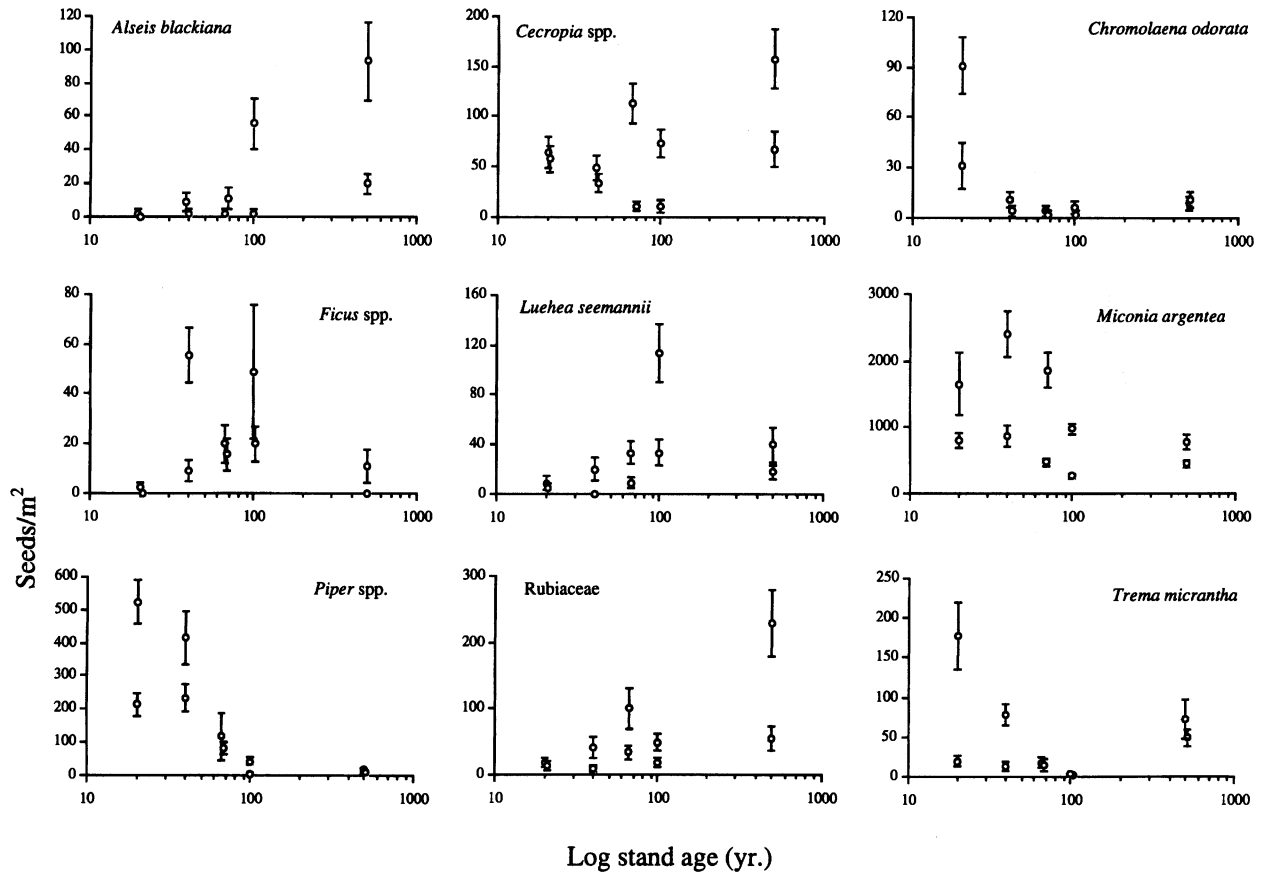 Alseis blackiana
120
100
80
60
40
20
0
10 100 1000
Cecropia spp.
200
150
100
50
0
10 100 1000
Chromolaena odorata
120
90
60
30
0
10 100 1000
Ficus spp.
80
60
40
20
0
10 100 1000
Luehea seemannii
160
120
80
40
0
10 100 1000
Miconia argentea
3000
2000
1000
0
10 100 1000
Piper spp.
600
500
400
300
200
100
0
10 100 1000
Rubiaceae
300
200
100
0
10 100 1000
Trema micrantha
250
200
150
100
50
0
10 100 1000
Seeds/m²
Log stand age (yr.)